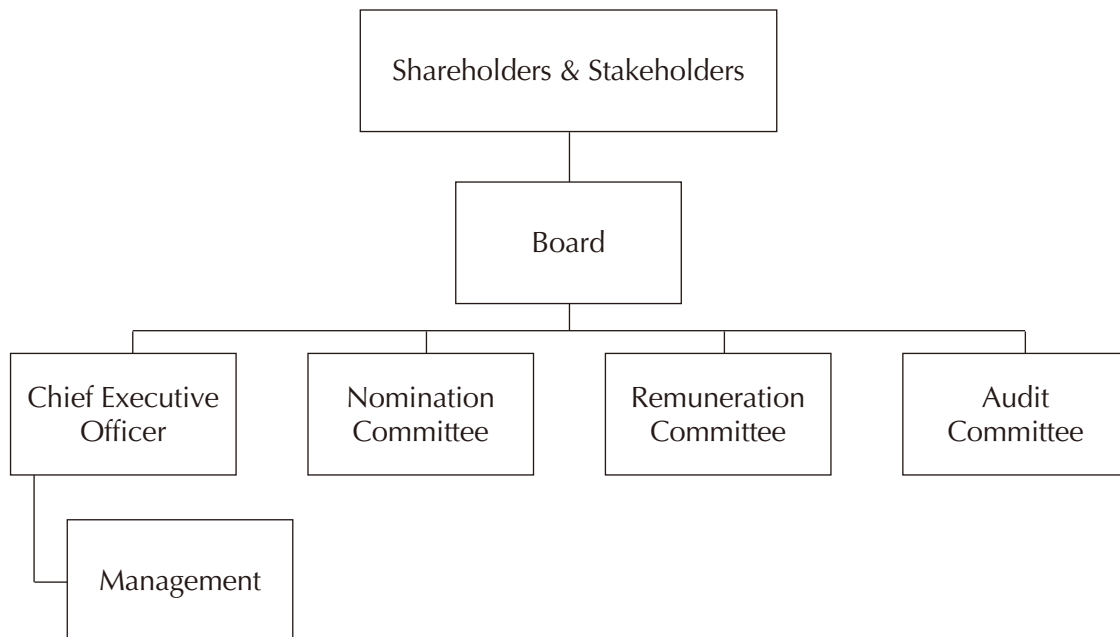 Shareholders & Stakeholders
Board
Chief Executive
Officer
Nomination
Committee
Remuneration
Committee
Audit
Committee
Management